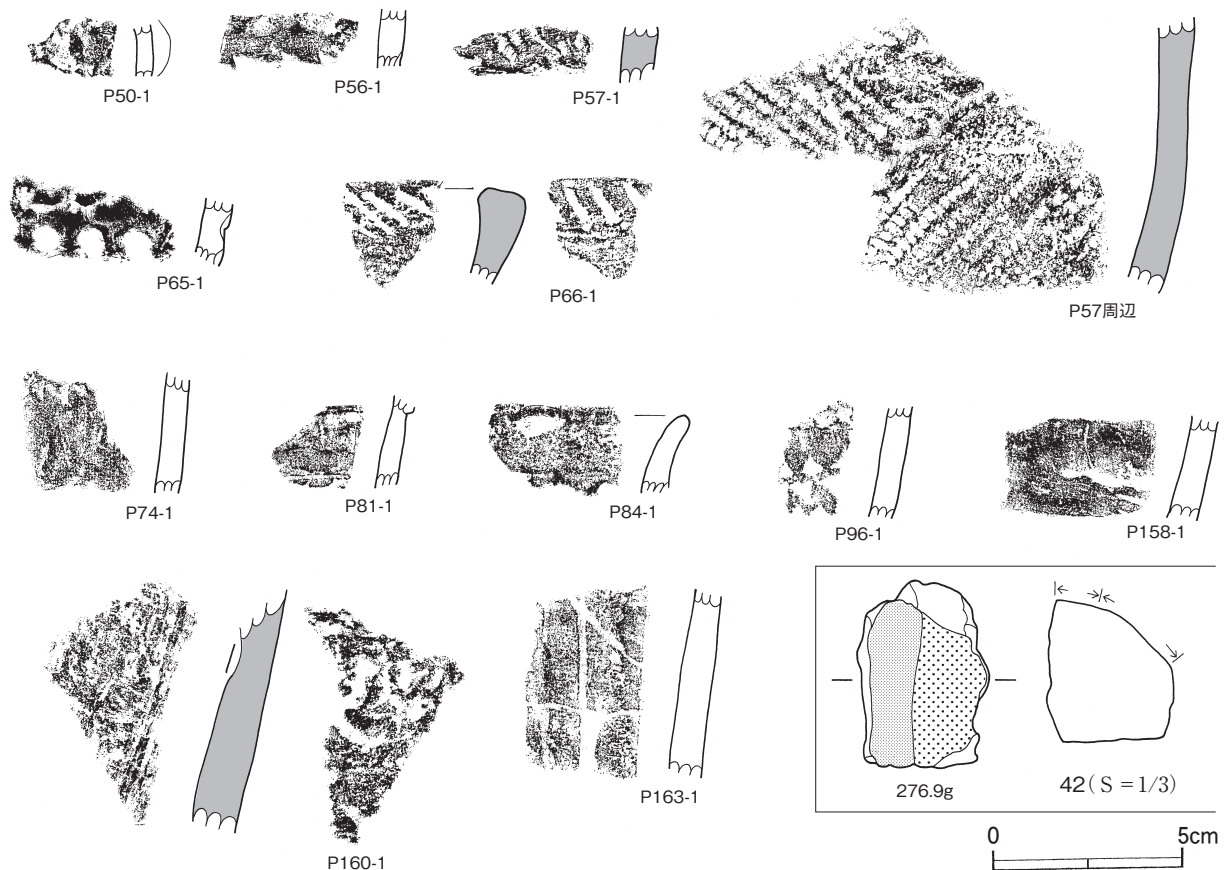 P50-1
P56-1
P57-1
P57周辺
P65-1
P66-1
P74-1
P81-1
P84-1
P96-1
P158-1
P160-1
P163-1
276.9g
42(S=1/3)
0 5cm